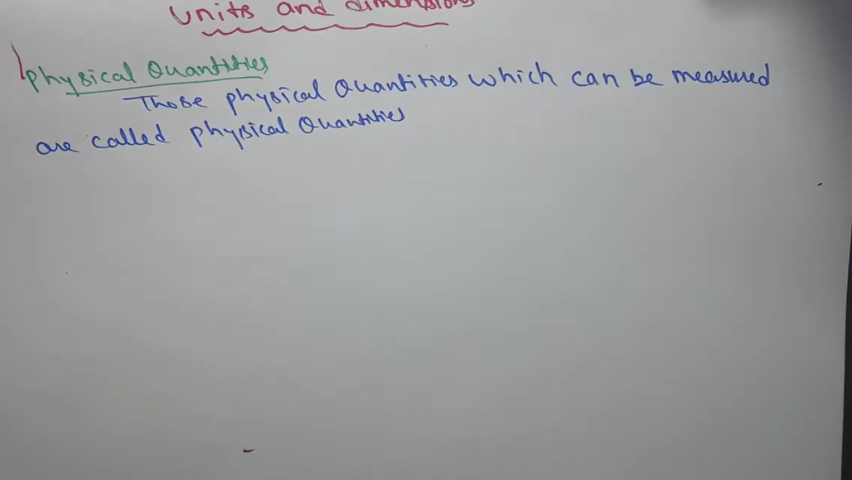 Units and dimensions
Physical Quantities
Those physical Quantities which can be measured
are called physical Quantities